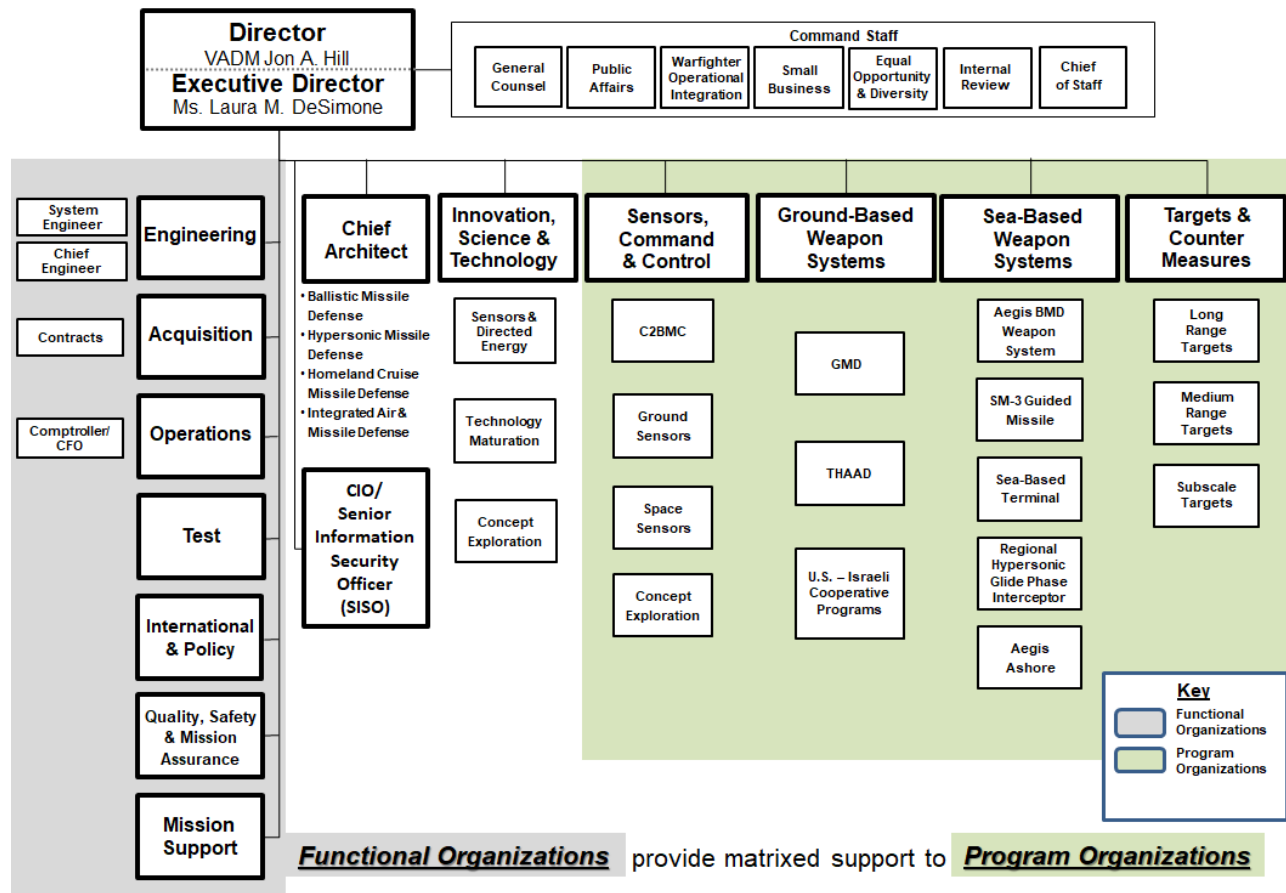 Director
VADM Jon A. Hill
Executive Director
Ms. Laura M. DeSimone
Command Staff
General
Counsel
Public
Affairs
Warfighter
Operational
Integration
Small
Business
Equal
Opportunity
& Diversity
Internal
Review
Chief
of Staff
System
Engineer
Chief
Engineer
Engineering
Contracts
Acquisition
Comptroller/
CFO
Operations
Test
International
& Policy
Quality, Safety
& Mission
Assurance
Mission
Support
Chief
Architect
• Ballistic Missile
Defense
• Hypersonic Missile
Defense
• Homeland Cruise
Missile Defense
• Integrated Air &
Missile Defense
CIO/
Senior
Information
Security
Officer
(SISO)
Innovation,
Science &
Technology
Sensors &
Directed
Energy
Technology
Maturation
Concept
Exploration
Sensors,
Command
& Control
C2BMC
Ground
Sensors
Space
Sensors
Concept
Exploration
Ground-Based
Weapon
Systems
GMD
THAAD
U.S. – Israeli
Cooperative
Programs
Sea-Based
Weapon
Systems
Aegis BMD
Weapon
System
SM-3 Guided
Missile
Sea-Based
Terminal
Regional
Hypersonic
Glide Phase
Interceptor
Aegis
Ashore
Targets &
Counter
Measures
Long
Range
Targets
Medium
Range
Targets
Subscale
Targets
Key
Functional
Organizations
Program
Organizations
Functional Organizations provide matrixed support to Program Organizations